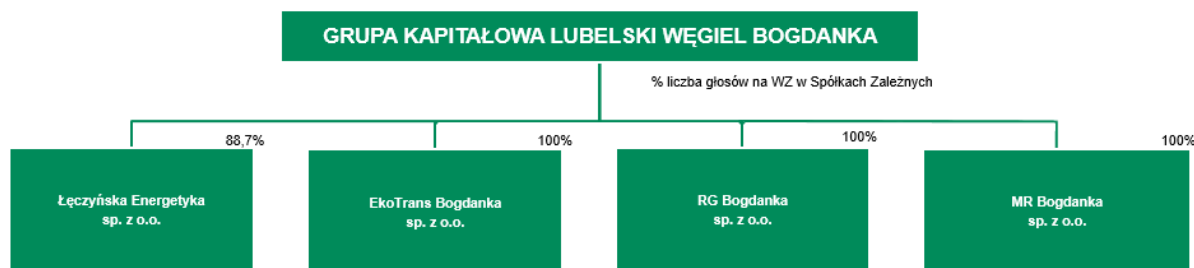 GRUPA KAPITAŁOWA LUBELSKI WĘGIEL BOGDANKA
% liczba głosów na WZ w Spółkach Zależnych
88,7%
100%
100%
100%
Łęczyńska Energetyka
sp. z o.o.
EkoTrans Bogdanka
sp. z o.o.
RG Bogdanka
sp. z o.o.
MR Bogdanka
sp. z o.o.